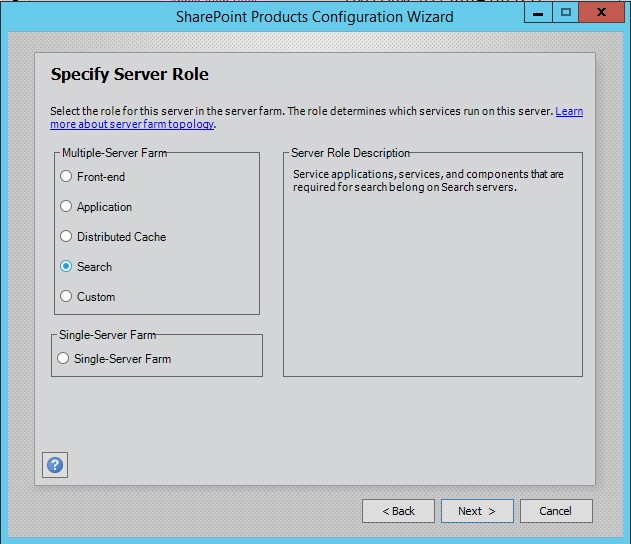 SharePoint Products Configuration Wizard
Specify Server Role
Select the role for this server in the server farm. The role determines which services run on this server. Learn
more about server farm topology.
Multiple-Server Farm
Front-end
Application
Distributed Cache
Search
Custom
Single-Server Farm
Single-Server Farm
Server Role Description
Service applications, services, and components that are
required for search belong on Search servers.
?
< Back
Next >
Cancel